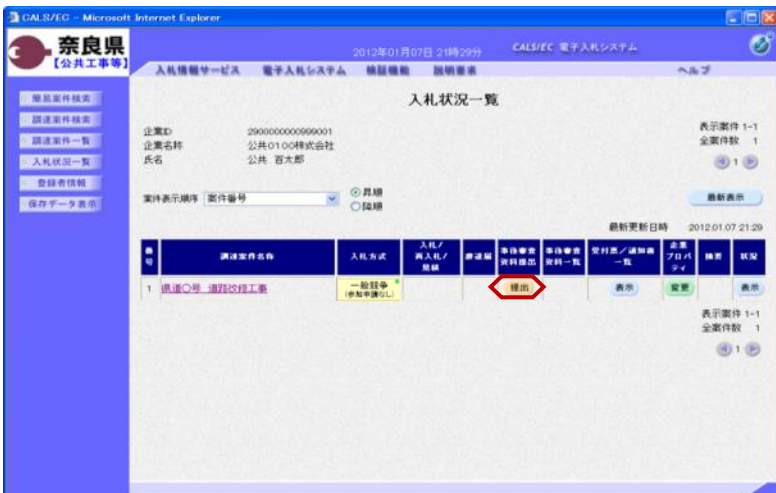 CALS/EC - Microsoft Internet Explorer
奈良県
【公共工事等】
2012年01月07日 21時29分
CALS/EC 電子入札システム
入札情報サービス 電子入札システム 検証機能 説明要求 ヘルプ
簡易案件検索
調達案件検索
調達案件一覧
入札状況一覧
登録者情報
保存データ表示
入札状況一覧
企業ID 2900000000999001
企業名称 公共0100株式会社
氏名 公共 百太郎
表示案件 1-1
全案件数 1
1
案件表示順序 案件番号
昇順
降順
最新表示
最新更新日時 2012.01.07 21:29
番号 調達案件名称 入札方式 入札/再入札/見積 辞退届 事後審査資料提出 事後審査資料一覧 受付票/通知書一覧 企業プロパティ 摘要 状況
1 県道〇号 道路改修工事 一般競争(参加申請なし) 提出 表示 変更 表示
表示案件 1-1
全案件数 1
1